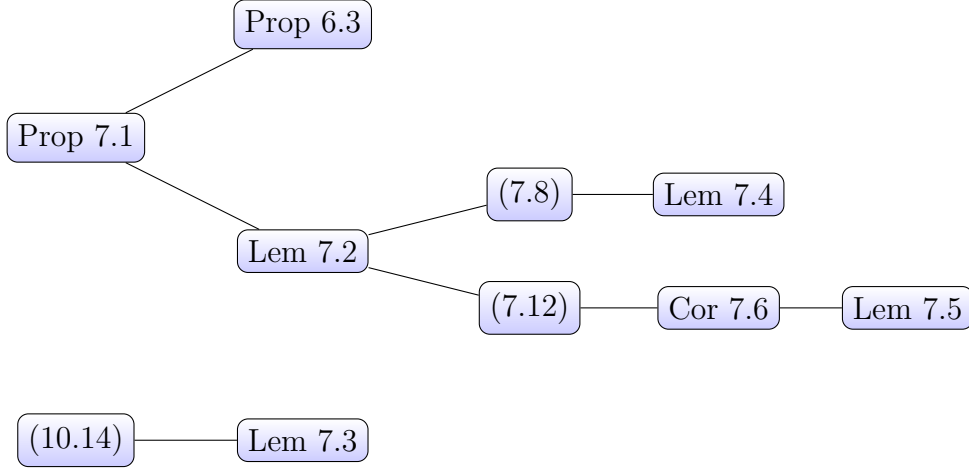 Prop 6.3
Prop 7.1
(7.8)
Lem 7.4
Lem 7.2
(7.12)
Cor 7.6
Lem 7.5
(10.14)
Lem 7.3